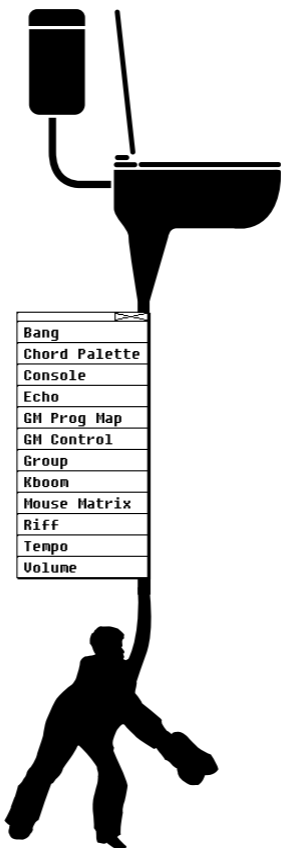 Bang
Chord Palette
Console
Echo
GM Prog Map
GM Control
Group
Kboom
Mouse Matrix
Riff
Tempo
Volume